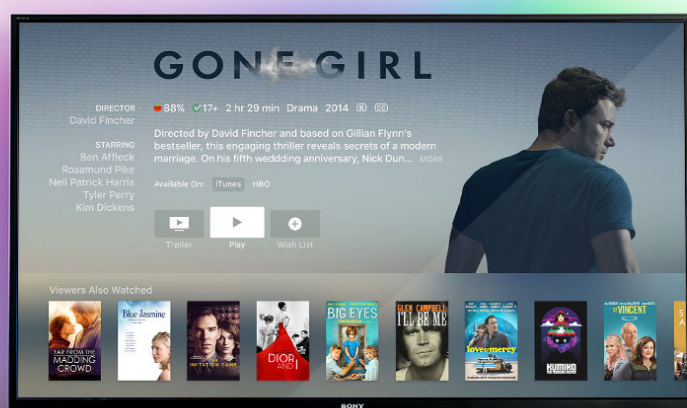 SONY
GONE GIRL
DIRECTOR
David Fincher
STARRING
Ben Affleck
Rosamund Pike
Neil Patrick Harris
Tyler Perry
Kim Dickens
88% 17+ 2 hr 29 min Drama 2014 R CC
Directed by David Fincher and based on Gillian Flynn's
bestseller, this engaging thriller reveals secrets of a modern
marriage. On his fifth weddding anniversary, Nick Dun... MORE
Available On: iTunes HBO
Trailer Play Wish List
Viewers Also Watched
FAR FROM THE
MADDING
CROWD
Blue Jasmine
THE
IMITATION GAME
DIOR
AND I
BIG EYES
GLEN CAMPBELL
I'LL BE ME
love&mercy
KUMIKO
ST. VINCENT
SONY